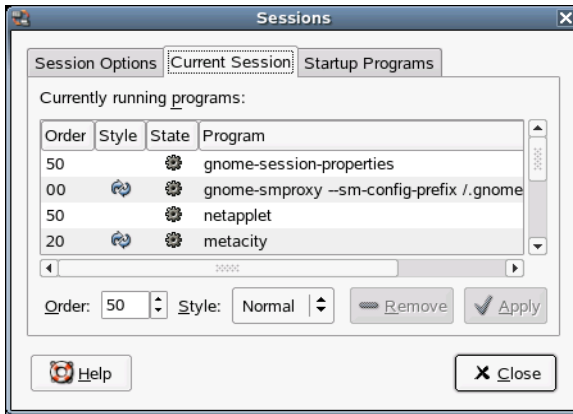 Sessions
Session Options Current Session Startup Programs
Currently running programs:
Order Style State Program
50 gnome-session-properties
00 gnome-smproxy --sm-config-prefix /.gnome
50 netapplet
20 metacity
Order: 50 Style: Normal Remove Apply
Help Close